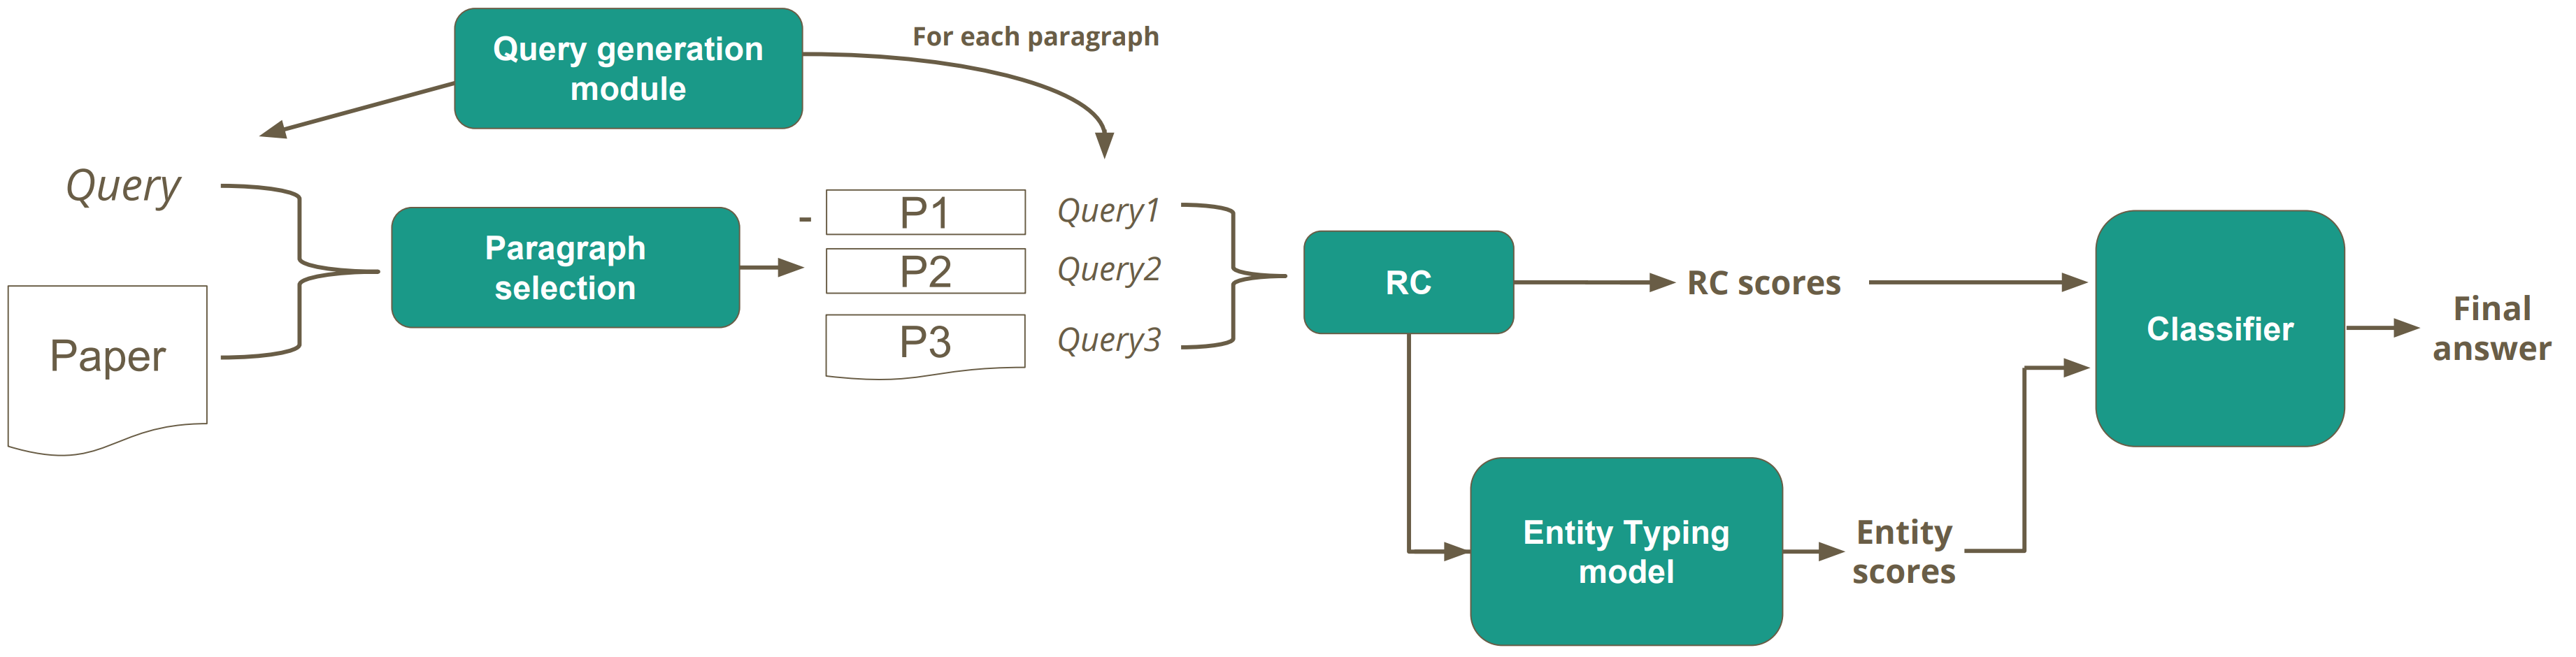 Query generation
module
For each paragraph
Query
Paper
Paragraph
selection
- P1 Query1
P2 Query2
P3 Query3
RC
RC scores
Entity Typing
model
Entity
scores
Classifier
Final
answer